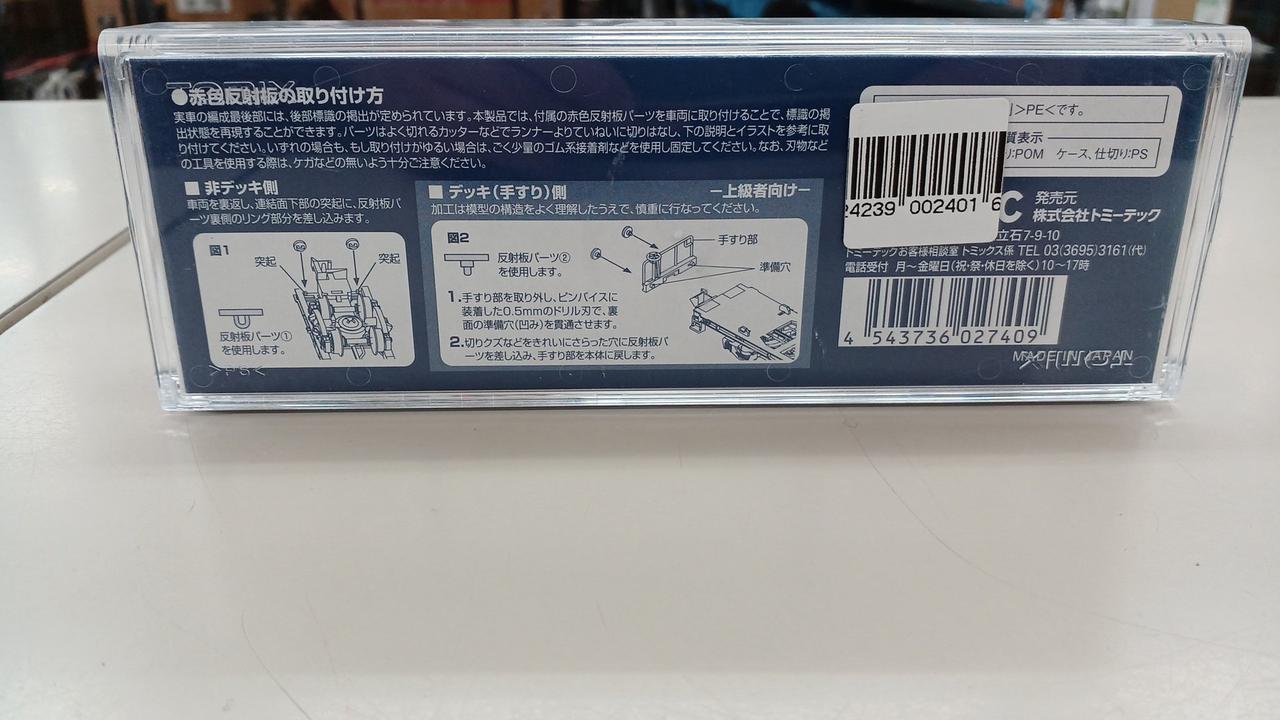 TOMIX
●赤色反射板の取り付け方
実車の編成最後部には、後部標識の掲出が定められています。本製品では、付属の赤色反射板パーツを車両に取り付けることで、標識の掲
出状態を再現することができます。パーツはよく切れるカッターなどでランナーよりていねいに切りはなし、下の説明とイラストを参考に取
り付けてください。いずれの場合も、もし取り付けがゆるい場合は、ごく少量のゴム系接着剤などを使用し固定してください。なお、刃物など
の工具を使用する際は、ケガなどの無いよう十分ご注意ください。
■ 非デッキ側
車両を裏返し、連結面下部の突起に、反射板パ
ーツ裏側のリング部分を差し込みます。
図1
突起
突起
反射板パーツ①
を使用します。
■ デッキ(手すり)側 ー上級者向けー
加工は模型の構造をよく理解したうえで、慎重に行なってください。
図2
反射板パーツ②
を使用します。
手すり部
準備穴
1.手すり部を取り外し、ピンバイスに
装着した0.5mmのドリル刃で、裏
面の準備穴(凹み)を貫通させます。
2.切りクズなどをきれいにさらった穴に反射板パ
ーツを差し込み、手すり部を本体に戻します。
>PEくです。
質表示
:POM ケース、仕切り:PS
24239 002401 6
C 発売元
株式会社トミーテック
立石7-9-10
トミーテックお客様相談室 トミックス係 TEL 03(3695)3161(代)
電話受付 月〜金曜日(祝・祭・休日を除く)10〜17時
4 543736 027409
MADE IN JAPAN